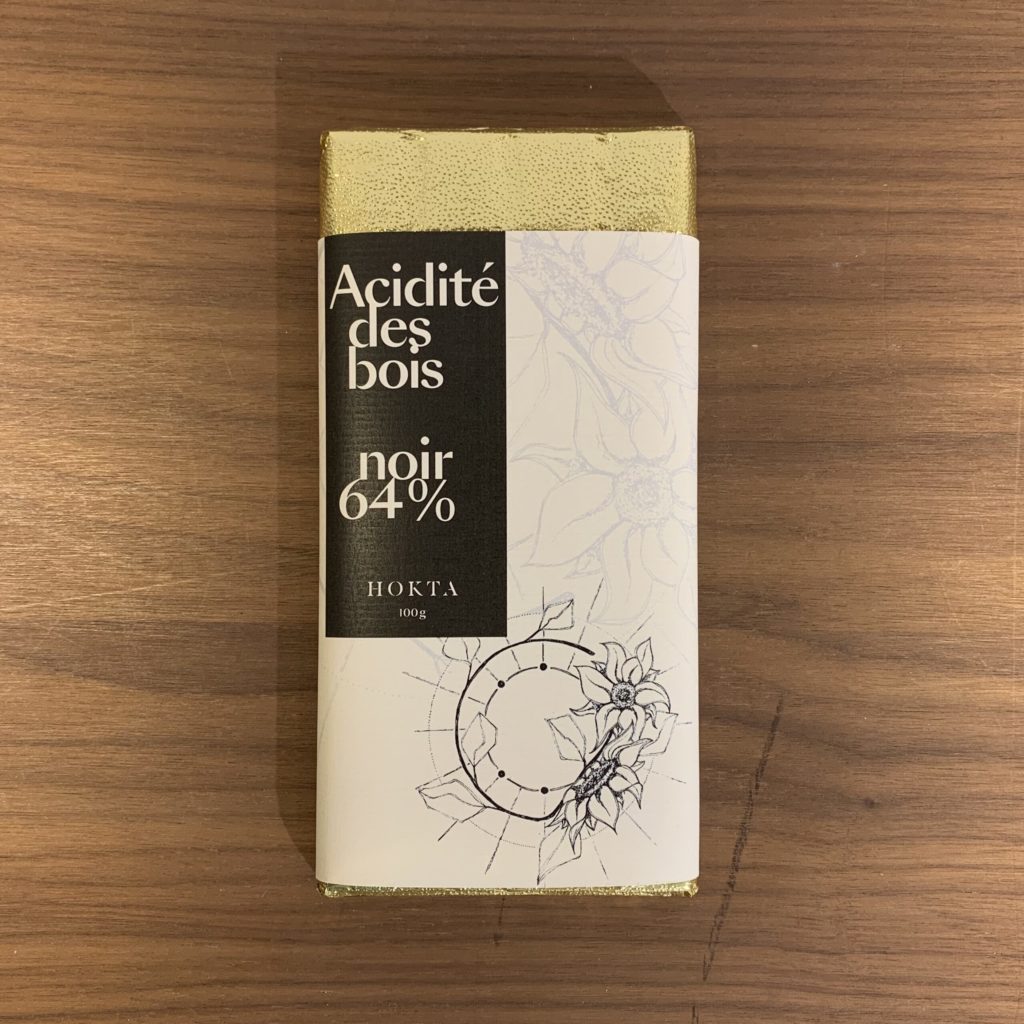 Acidité
des
bois
noir
64%
HOKTA
100g